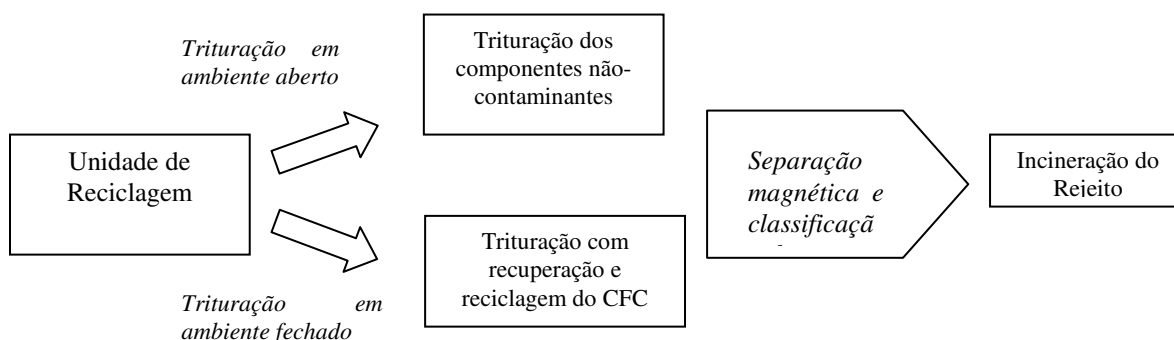 Trituração em
ambiente aberto
Trituração dos
componentes não-
contaminantes
Unidade de
Reciclagem
Separação
magnética e
classificaçã
Incineração do
Rejeito
Trituração com
recuperação e
reciclagem do CFC
Trituração em
ambiente fechado